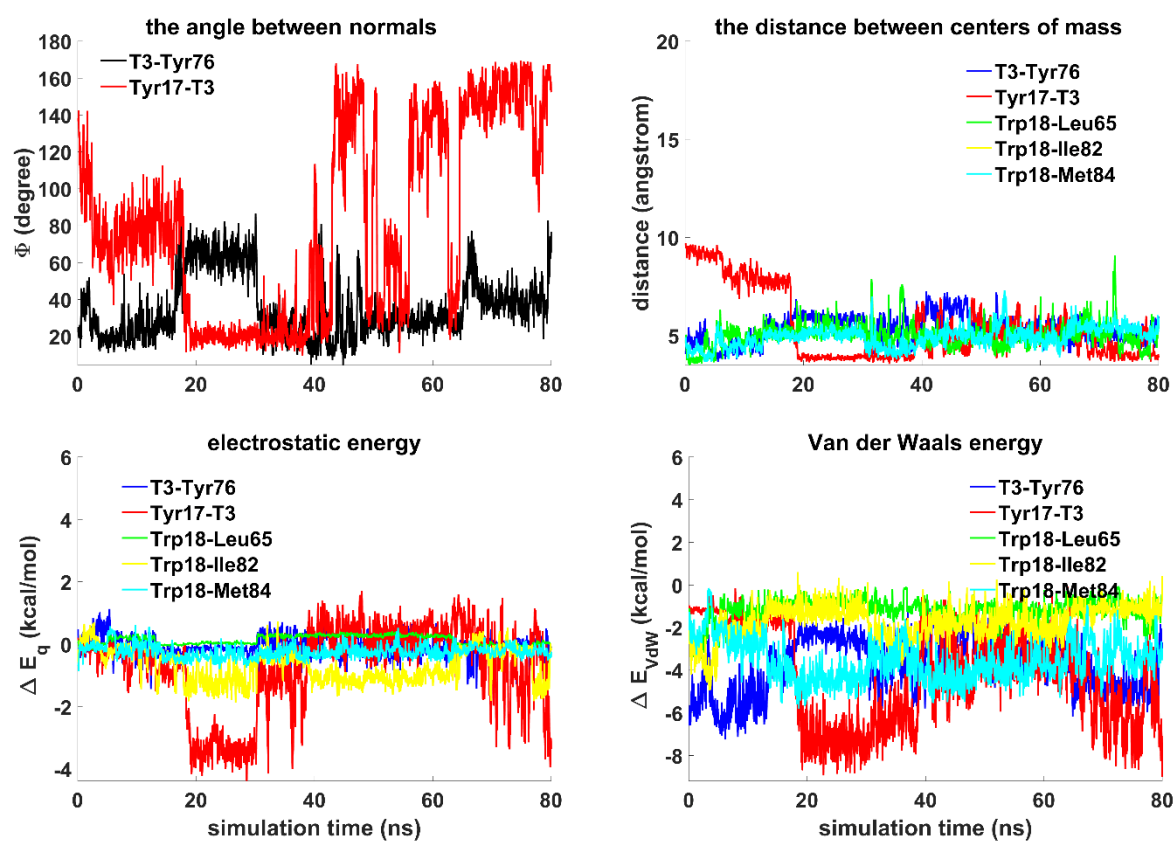 the angle between normals
T3-Tyr76
Tyr17-T3
180
160
140
120
100
80
60
40
20
Φ (degree)
0 20 40 60 80
the distance between centers of mass
T3-Tyr76
Tyr17-T3
Trp18-Leu65
Trp18-Ile82
Trp18-Met84
20
15
10
5
distance (angstrom)
0 20 40 60 80
electrostatic energy
T3-Tyr76
Tyr17-T3
Trp18-Leu65
Trp18-Ile82
Trp18-Met84
6
4
2
0
-2
-4
Δ E_q (kcal/mol)
0 20 40 60 80
simulation time (ns)
Van der Waals energy
T3-Tyr76
Tyr17-T3
Trp18-Leu65
Trp18-Ile82
Trp18-Met84
6
4
2
0
-2
-4
-6
-8
Δ E_VdW (kcal/mol)
0 20 40 60 80
simulation time (ns)